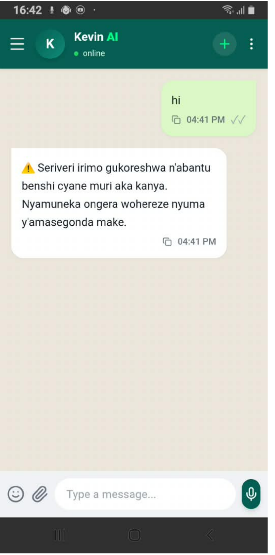 16:42
K
Kevin AI
online
+
hi
04:41 PM
⚠️ Seriveri irimo gukoreshwa n'abantu
benshi cyane muri aka kanya.
Nyamuneka ongera wohereze nyuma
y'amasegonda make.
04:41 PM
Type a message...